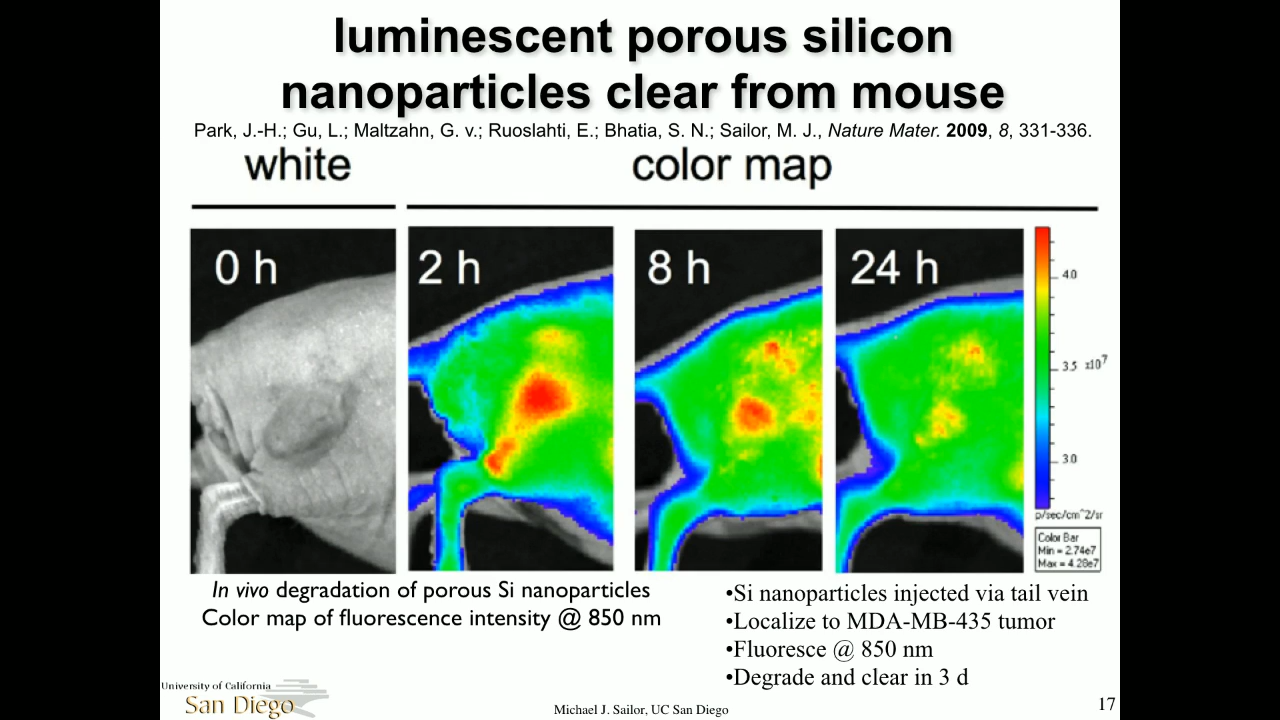 luminescent porous silicon
nanoparticles clear from mouse
Park, J.-H.; Gu, L.; Maltzahn, G. v.; Ruoslahti, E.; Bhatia, S. N.; Sailor, M. J., Nature Mater. 2009, 8, 331-336.
white
color map
0 h
2 h
8 h
24 h
4.0
3.5 x10^7
3.0
p/sec/cm^2/sr
Color Bar
Min = 2.74e7
Max = 4.28e7
In vivo degradation of porous Si nanoparticles
Color map of fluorescence intensity @ 850 nm
•Si nanoparticles injected via tail vein
•Localize to MDA-MB-435 tumor
•Fluoresce @ 850 nm
•Degrade and clear in 3 d
University of California
San Diego
Michael J. Sailor, UC San Diego
17